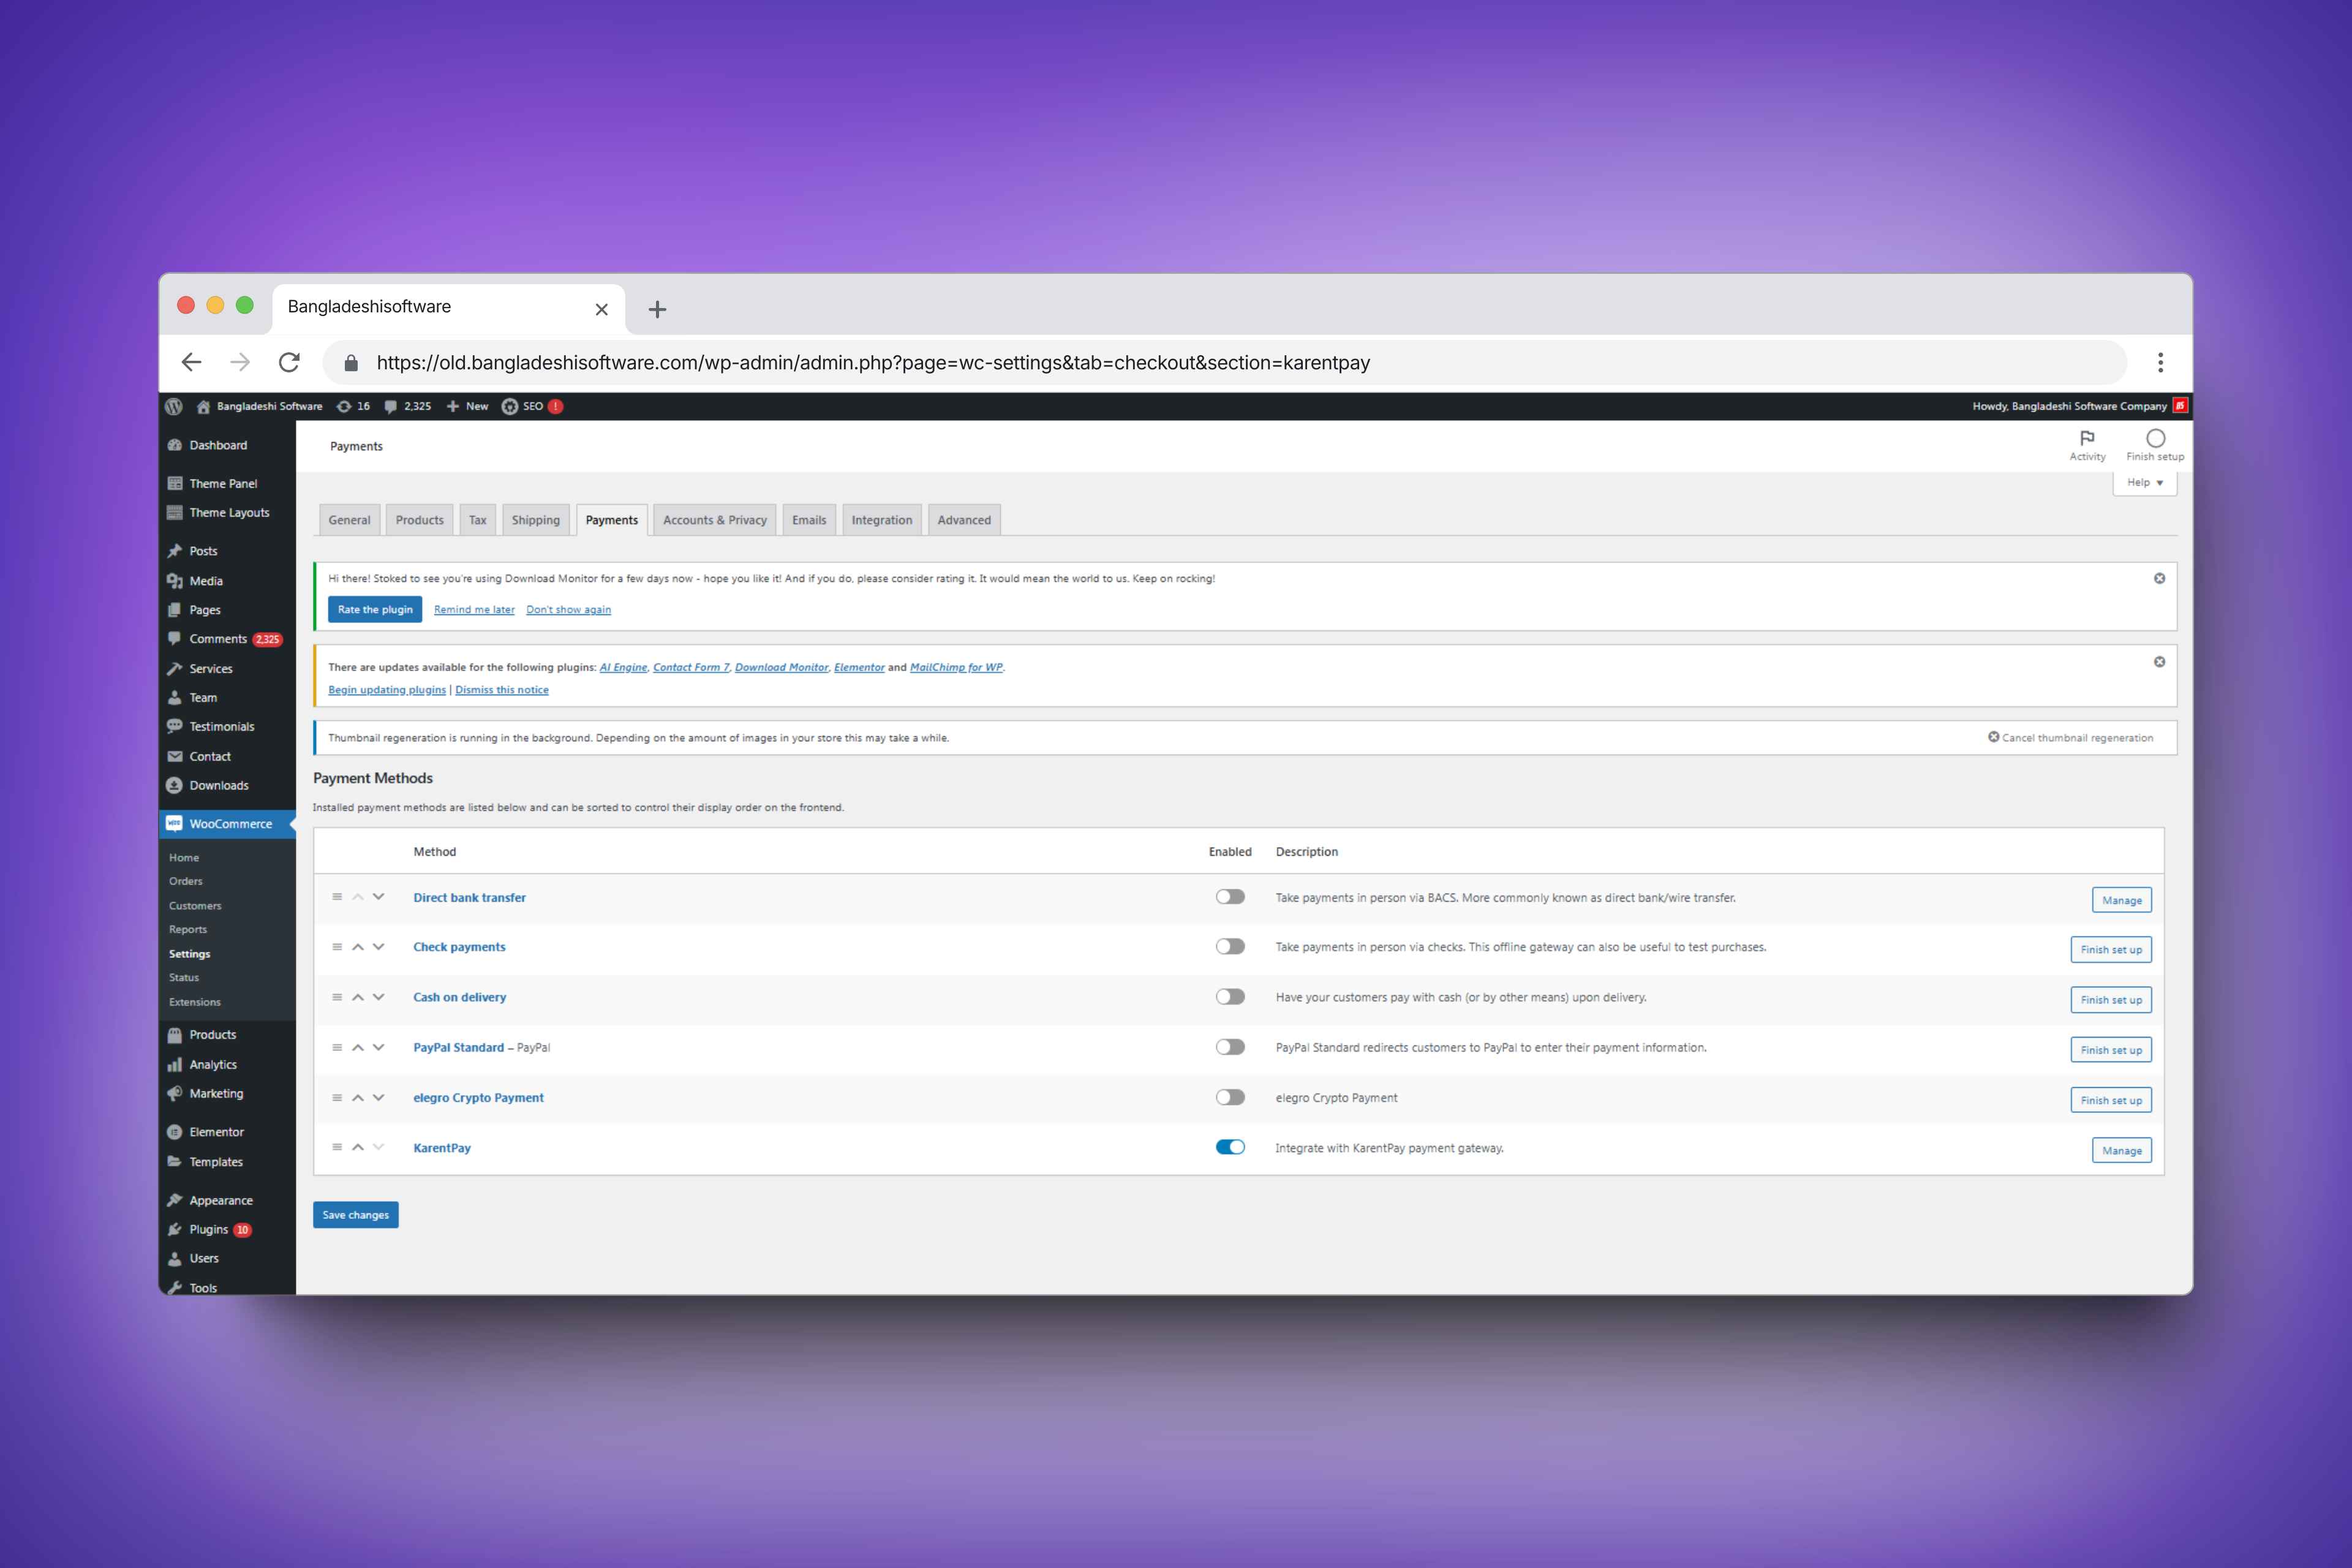 Bangladeshisoftware
https://old.bangladeshisoftware.com/wp-admin/admin.php?page=wc-settings&tab=checkout&section=karentpay
Bangladeshi Software 16 2,325 New SEO ! Howdy, Bangladeshi Software Company
Dashboard
Theme Panel
Theme Layouts
Posts
Media
Pages
Comments 2,325
Services
Team
Testimonials
Contact
Downloads
WooCommerce
Home
Orders
Customers
Reports
Settings
Status
Extensions
Products
Analytics
Marketing
Elementor
Templates
Appearance
Plugins 10
Users
Tools
Payments
Activity
Finish setup
Help
General Products Tax Shipping Payments Accounts & Privacy Emails Integration Advanced
Hi there! Stoked to see you're using Download Monitor for a few days now - hope you like it! And if you do, please consider rating it. It would mean the world to us. Keep on rocking!
Rate the plugin Remind me later Don't show again
There are updates available for the following plugins: AI Engine, Contact Form 7, Download Monitor, Elementor and MailChimp for WP.
Begin updating plugins | Dismiss this notice
Thumbnail regeneration is running in the background. Depending on the amount of images in your store this may take a while. Cancel thumbnail regeneration
Payment Methods
Installed payment methods are listed below and can be sorted to control their display order on the frontend.
Method Enabled Description
Direct bank transfer Take payments in person via BACS. More commonly known as direct bank/wire transfer. Manage
Check payments Take payments in person via checks. This offline gateway can also be useful to test purchases. Finish set up
Cash on delivery Have your customers pay with cash (or by other means) upon delivery. Finish set up
PayPal Standard – PayPal PayPal Standard redirects customers to PayPal to enter their payment information. Finish set up
elegro Crypto Payment elegro Crypto Payment Finish set up
KarentPay Integrate with KarentPay payment gateway. Manage
Save changes